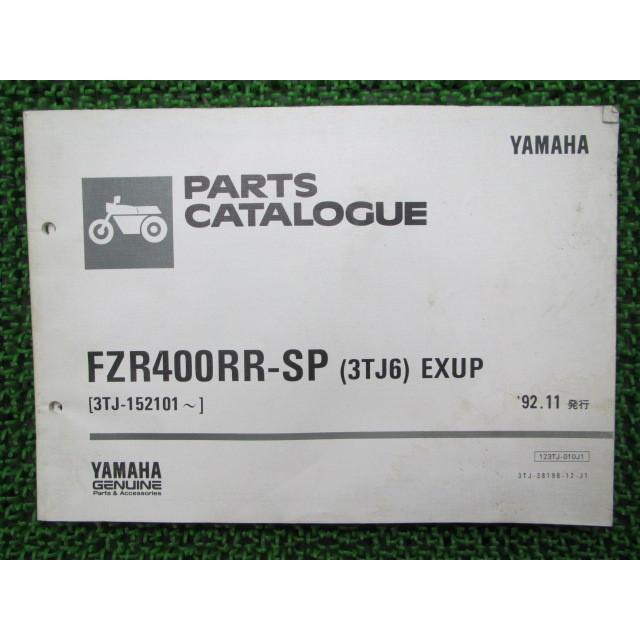 YAMAHA
PARTS
CATALOGUE
FZR400RR-SP (3TJ6) EXUP
[3TJ-152101～]
'92.11 発行
YAMAHA
GENUINE
Parts & Accessories
123TJ-010J1
3TJ-28198-12-J1